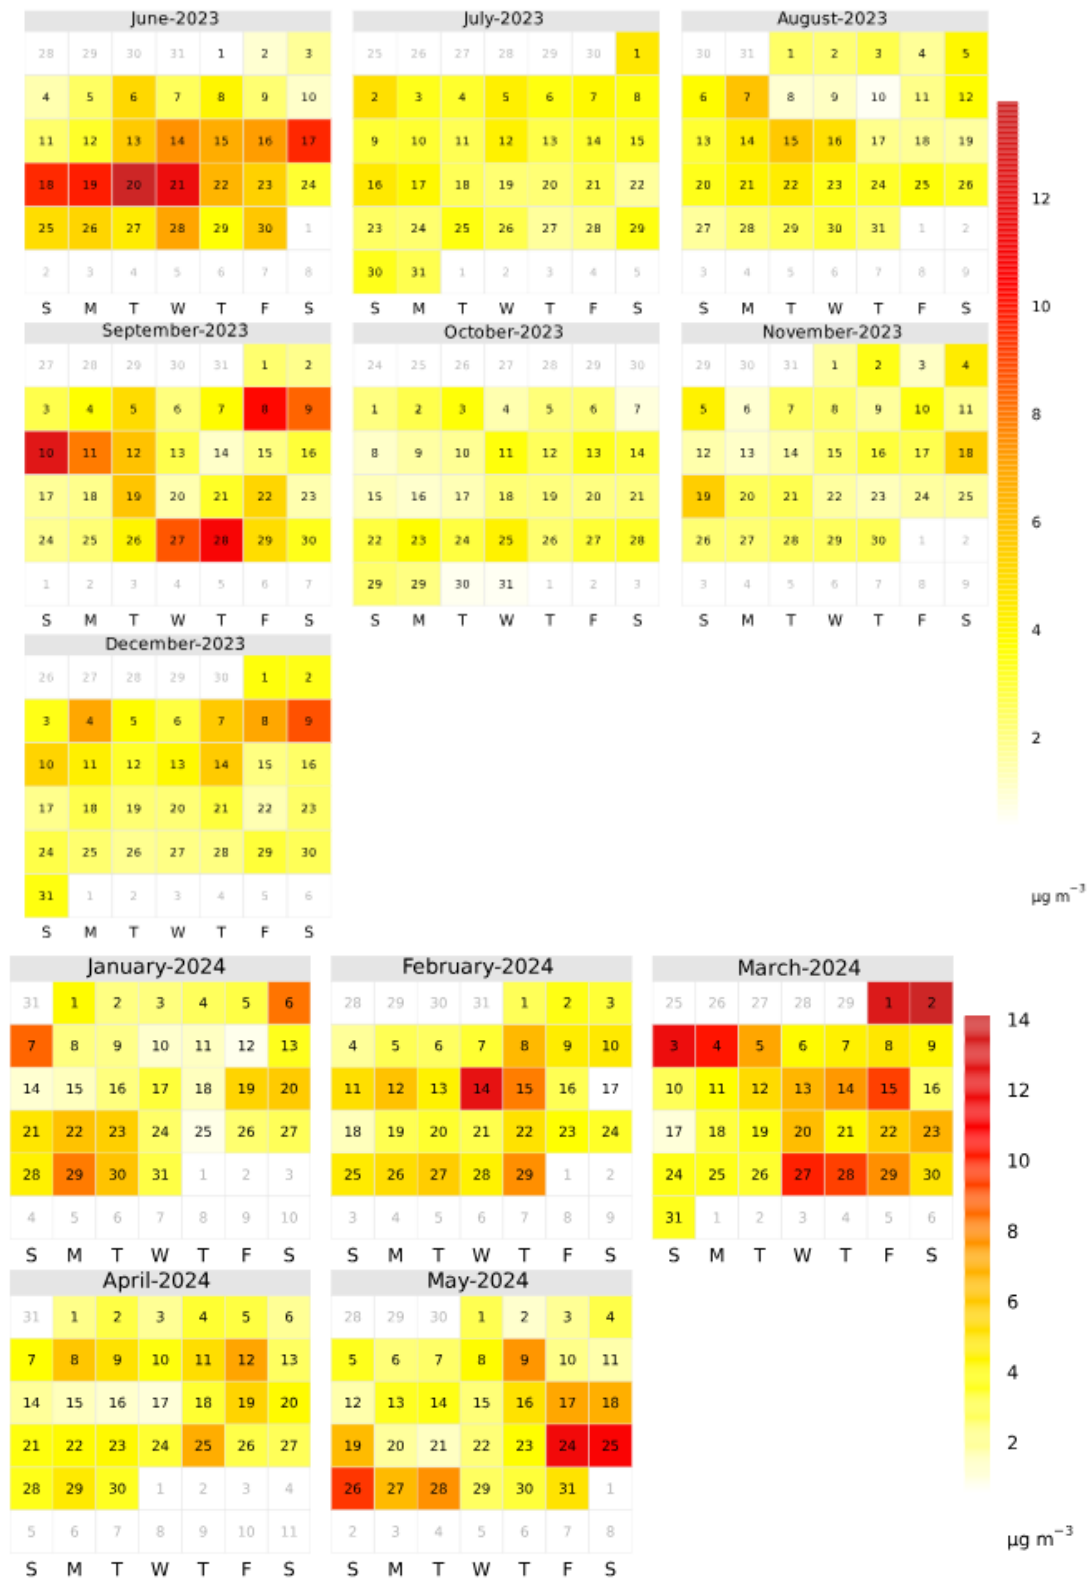 June-2023
28 29 30 31 1 2 3
4 5 6 7 8 9 10
11 12 13 14 15 16 17
18 19 20 21 22 23 24
25 26 27 28 29 30 1
2 3 4 5 6 7 8
S M T W T F S
July-2023
25 26 27 28 29 30 1
2 3 4 5 6 7 8
9 10 11 12 13 14 15
16 17 18 19 20 21 22
23 24 25 26 27 28 29
30 31 1 2 3 4 5
S M T W T F S
August-2023
30 31 1 2 3 4 5
6 7 8 9 10 11 12
13 14 15 16 17 18 19
20 21 22 23 24 25 26
27 28 29 30 31 1 2
3 4 5 6 7 8 9
S M T W T F S
September-2023
27 28 29 30 31 1 2
3 4 5 6 7 8 9
10 11 12 13 14 15 16
17 18 19 20 21 22 23
24 25 26 27 28 29 30
1 2 3 4 5 6 7
S M T W T F S
October-2023
24 25 26 27 28 29 30
1 2 3 4 5 6 7
8 9 10 11 12 13 14
15 16 17 18 19 20 21
22 23 24 25 26 27 28
29 29 30 31 1 2 3
S M T W T F S
November-2023
29 30 31 1 2 3 4
5 6 7 8 9 10 11
12 13 14 15 16 17 18
19 20 21 22 23 24 25
26 27 28 29 30 1 2
3 4 5 6 7 8 9
S M T W T F S
December-2023
26 27 28 29 30 1 2
3 4 5 6 7 8 9
10 11 12 13 14 15 16
17 18 19 20 21 22 23
24 25 26 27 28 29 30
31 1 2 3 4 5 6
S M T W T F S
12
10
8
6
4
2
µg m⁻³
January-2024
31 1 2 3 4 5 6
7 8 9 10 11 12 13
14 15 16 17 18 19 20
21 22 23 24 25 26 27
28 29 30 31 1 2 3
4 5 6 7 8 9 10
S M T W T F S
February-2024
28 29 30 31 1 2 3
4 5 6 7 8 9 10
11 12 13 14 15 16 17
18 19 20 21 22 23 24
25 26 27 28 29 1 2
3 4 5 6 7 8 9
S M T W T F S
March-2024
25 26 27 28 29 1 2
3 4 5 6 7 8 9
10 11 12 13 14 15 16
17 18 19 20 21 22 23
24 25 26 27 28 29 30
31 1 2 3 4 5 6
S M T W T F S
April-2024
31 1 2 3 4 5 6
7 8 9 10 11 12 13
14 15 16 17 18 19 20
21 22 23 24 25 26 27
28 29 30 1 2 3 4
5 6 7 8 9 10 11
S M T W T F S
May-2024
28 29 30 1 2 3 4
5 6 7 8 9 10 11
12 13 14 15 16 17 18
19 20 21 22 23 24 25
26 27 28 29 30 31 1
2 3 4 5 6 7 8
S M T W T F S
14
12
10
8
6
4
2
µg m⁻³